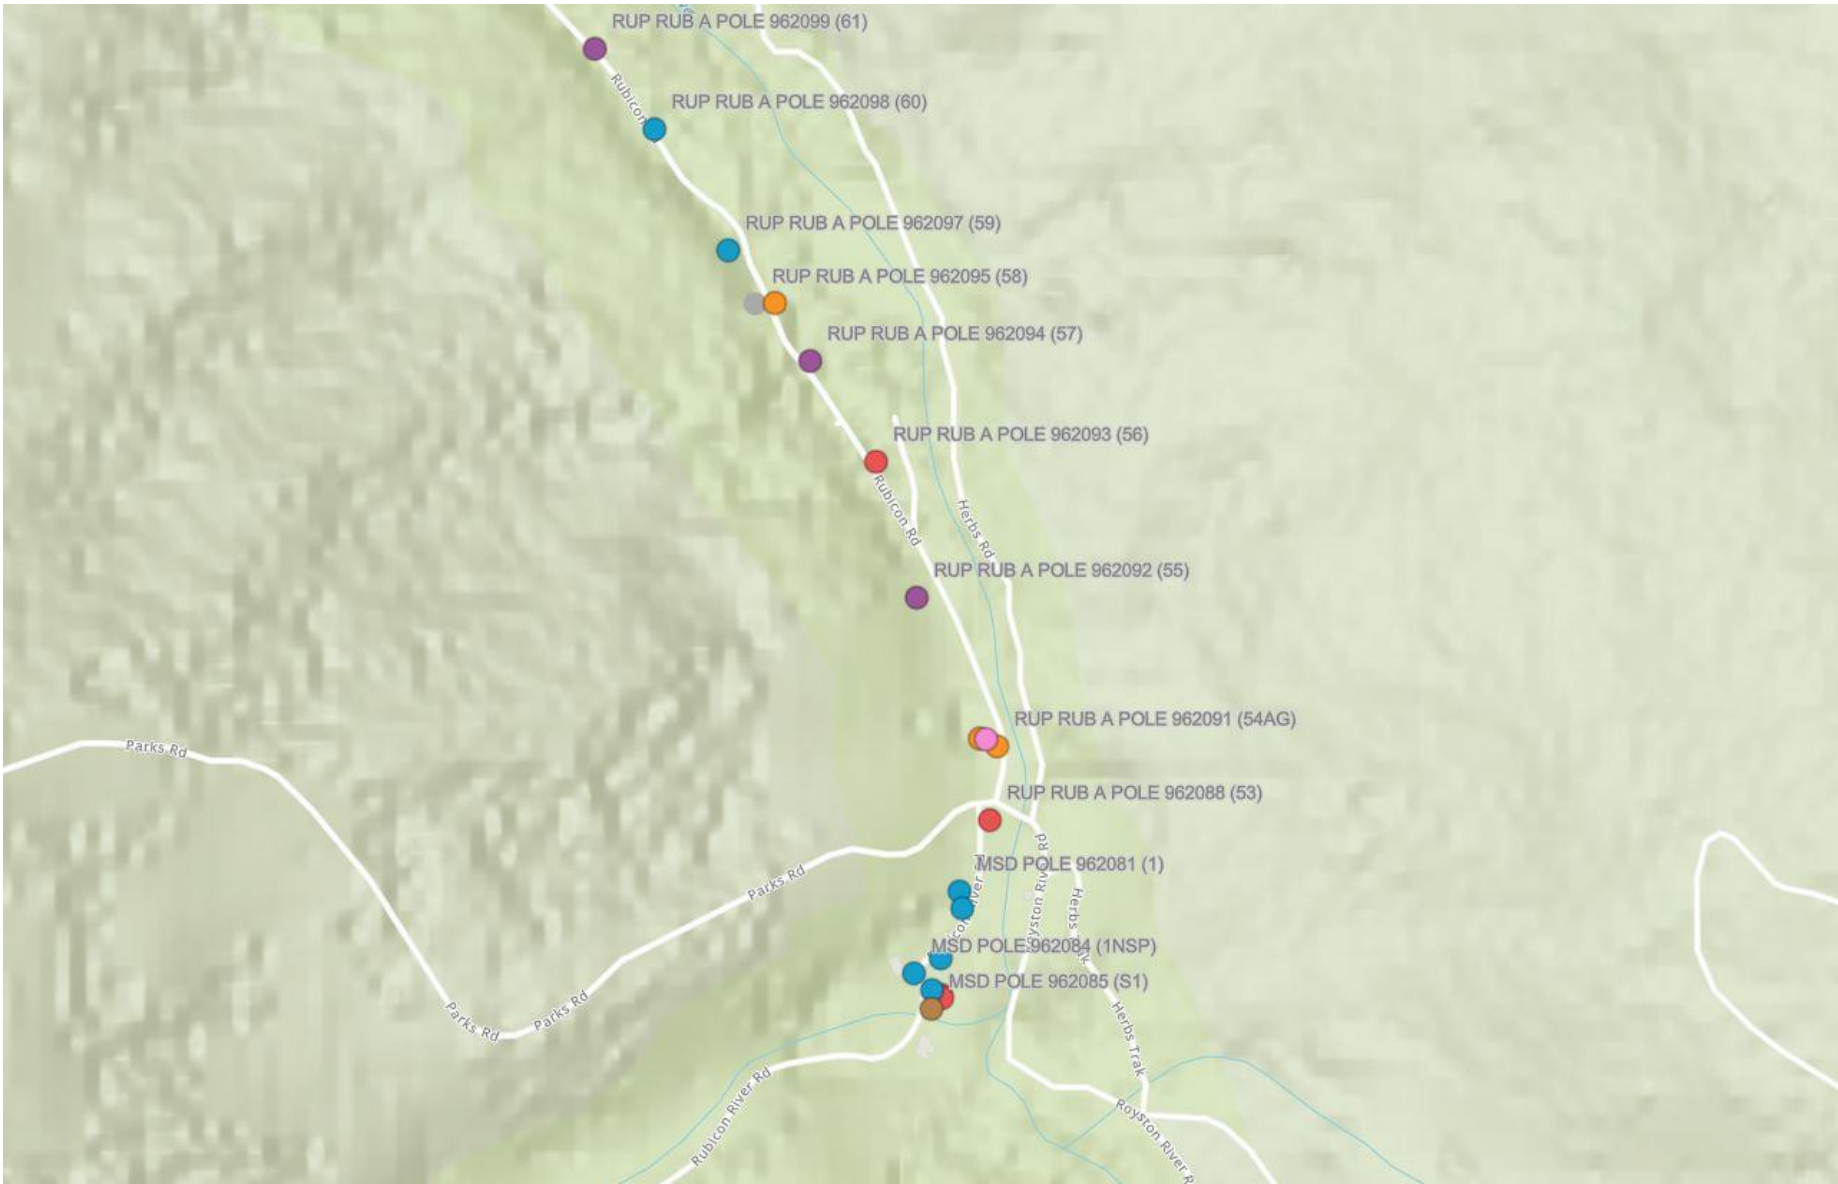 RUP RUB A POLE 962099 (61)
Rubicon
RUP RUB A POLE 962098 (60)
RUP RUB A POLE 962097 (59)
RUP RUB A POLE 962095 (58)
RUP RUB A POLE 962094 (57)
RUP RUB A POLE 962093 (56)
Rubicon Rd
Herbs Rd
RUP RUB A POLE 962092 (55)
RUP RUB A POLE 962091 (54AG)
Parks Rd
RUP RUB A POLE 962088 (53)
MSD POLE 962081 (1)
Parks Rd
Herbs
MSD POLE 962084 (1NSP)
MSD POLE 962085 (S1)
Parks Rd
Parks Rd
Herbs Trak
Rubicon River Rd
Royston River R